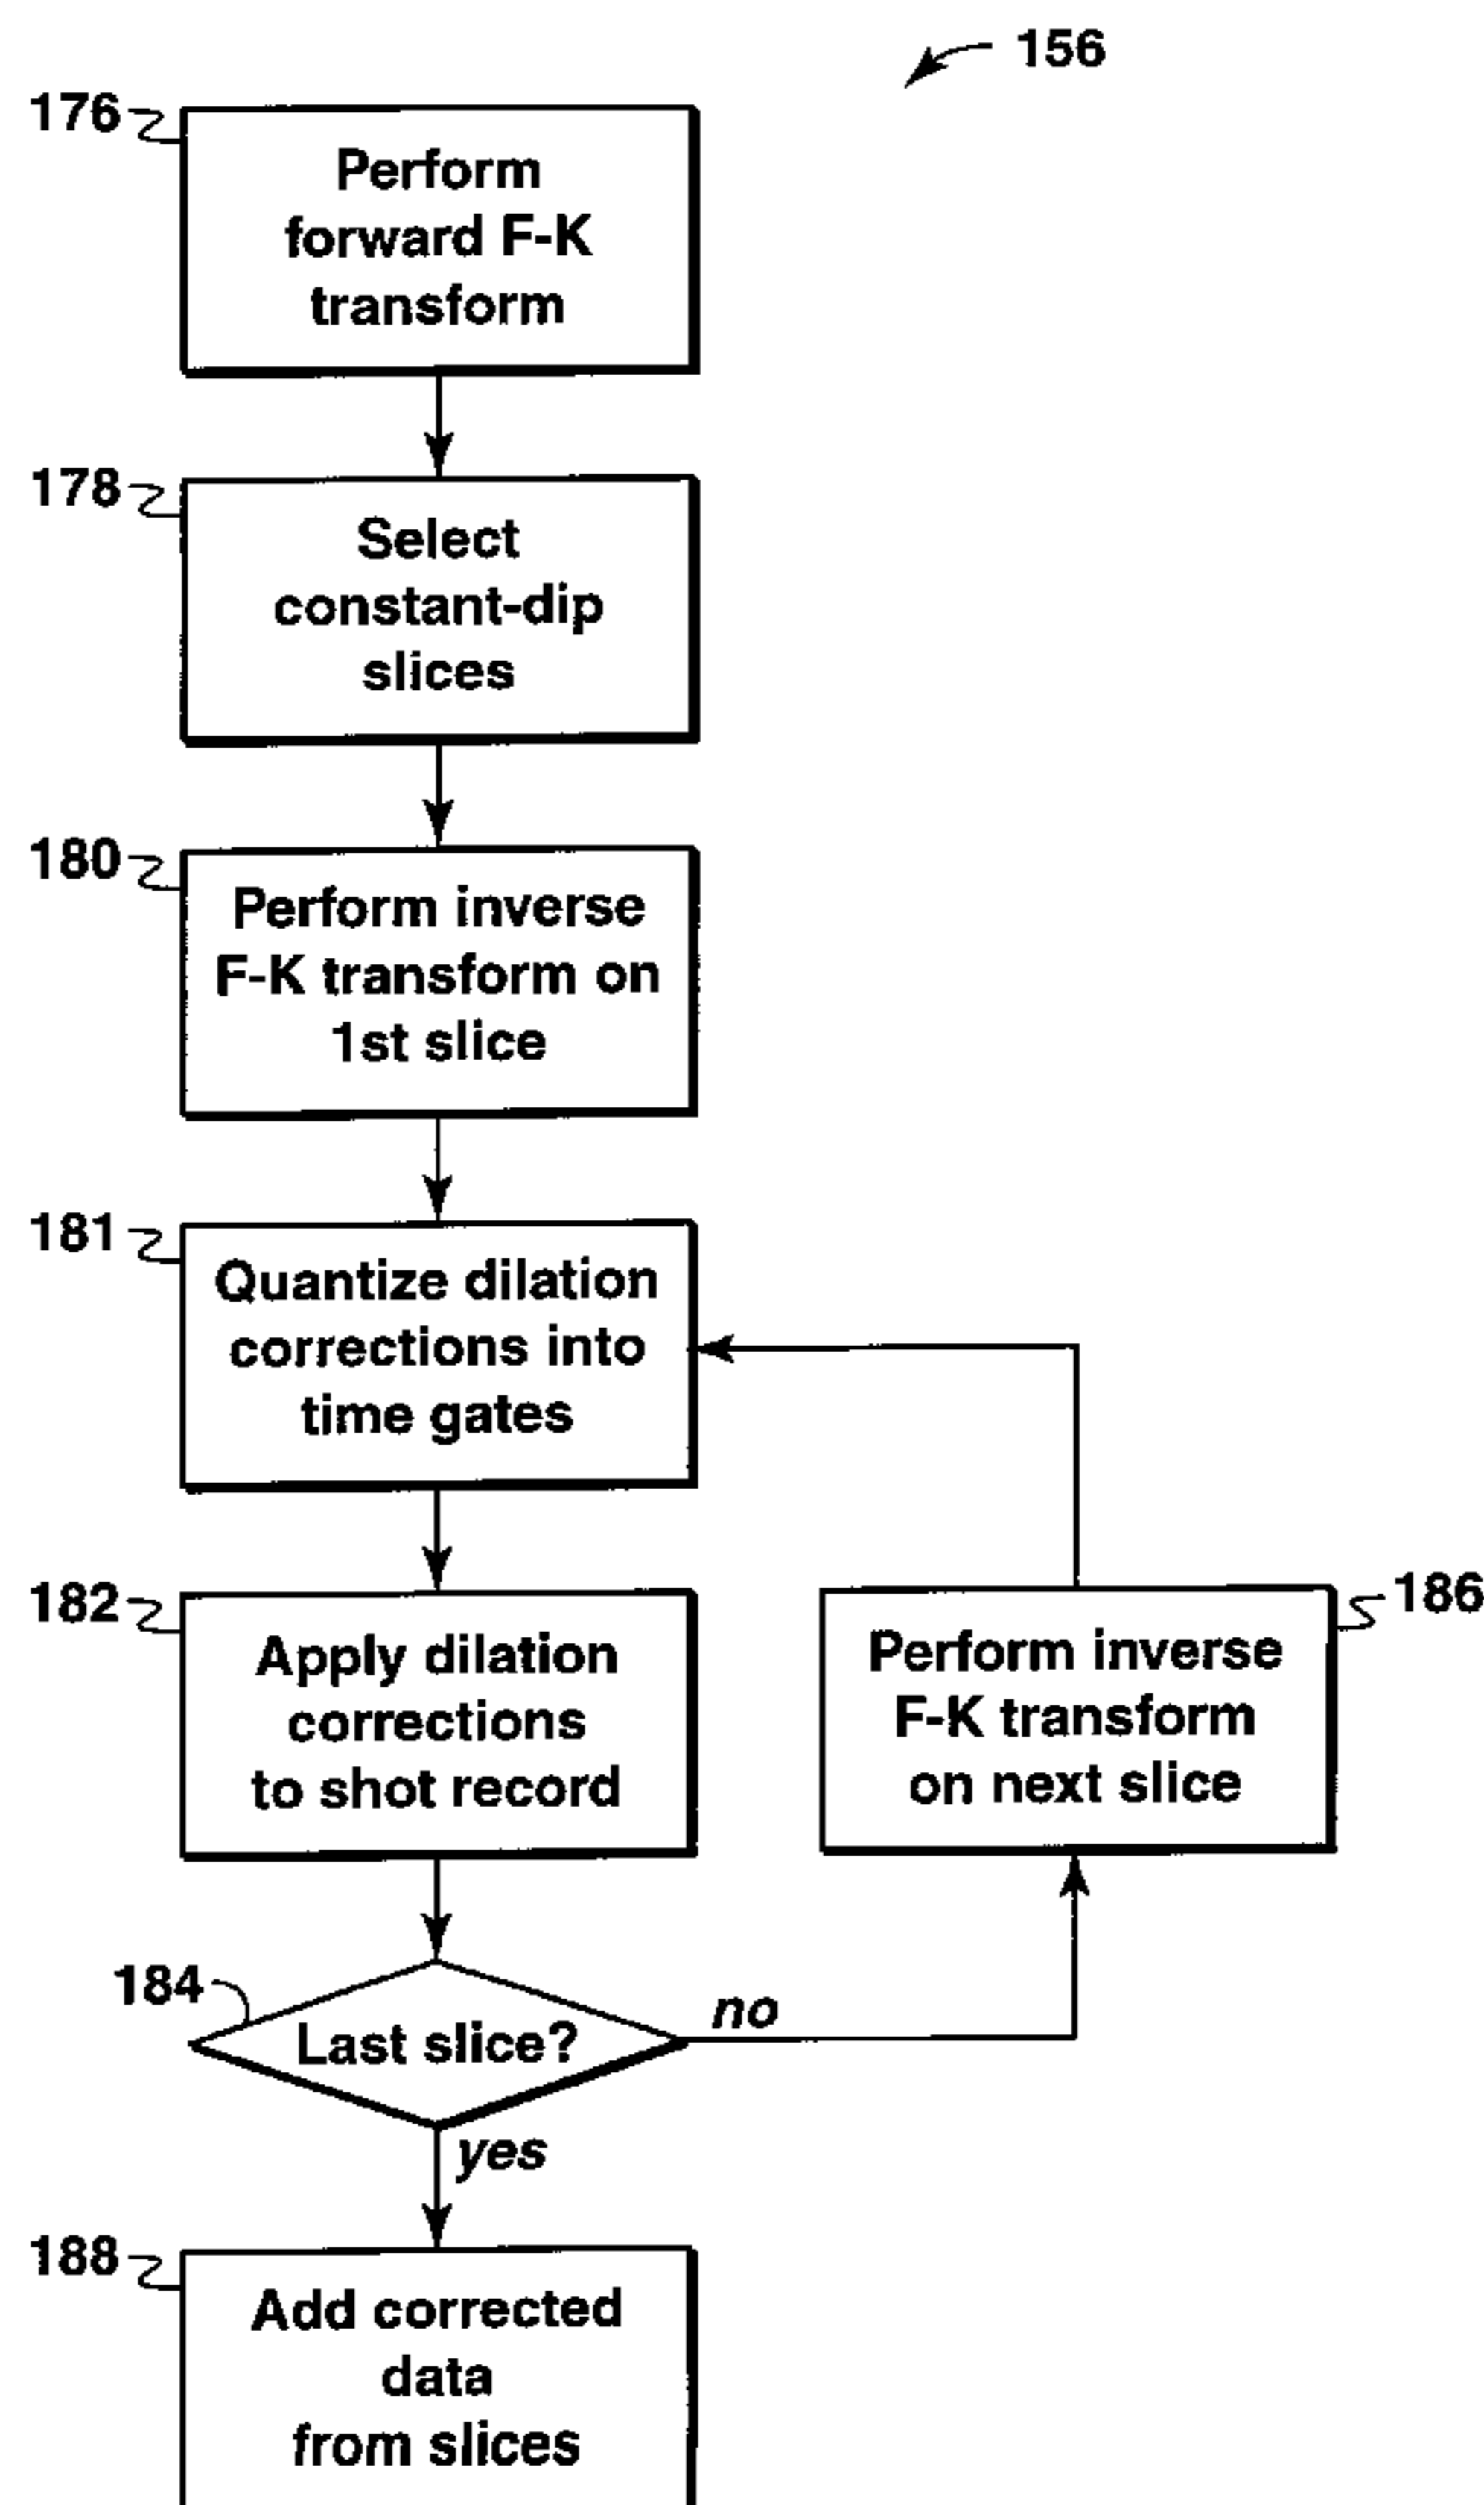 156
176
Perform
forward F-K
transform
178
Select
constant-dip
slices
180
Perform inverse
F-K transform on
1st slice
181
Quantize dilation
corrections into
time gates
182
Apply dilation
corrections
to shot record
186
Perform inverse
F-K transform
on next slice
184
Last slice?
no
yes
188
Add corrected
data
from slices